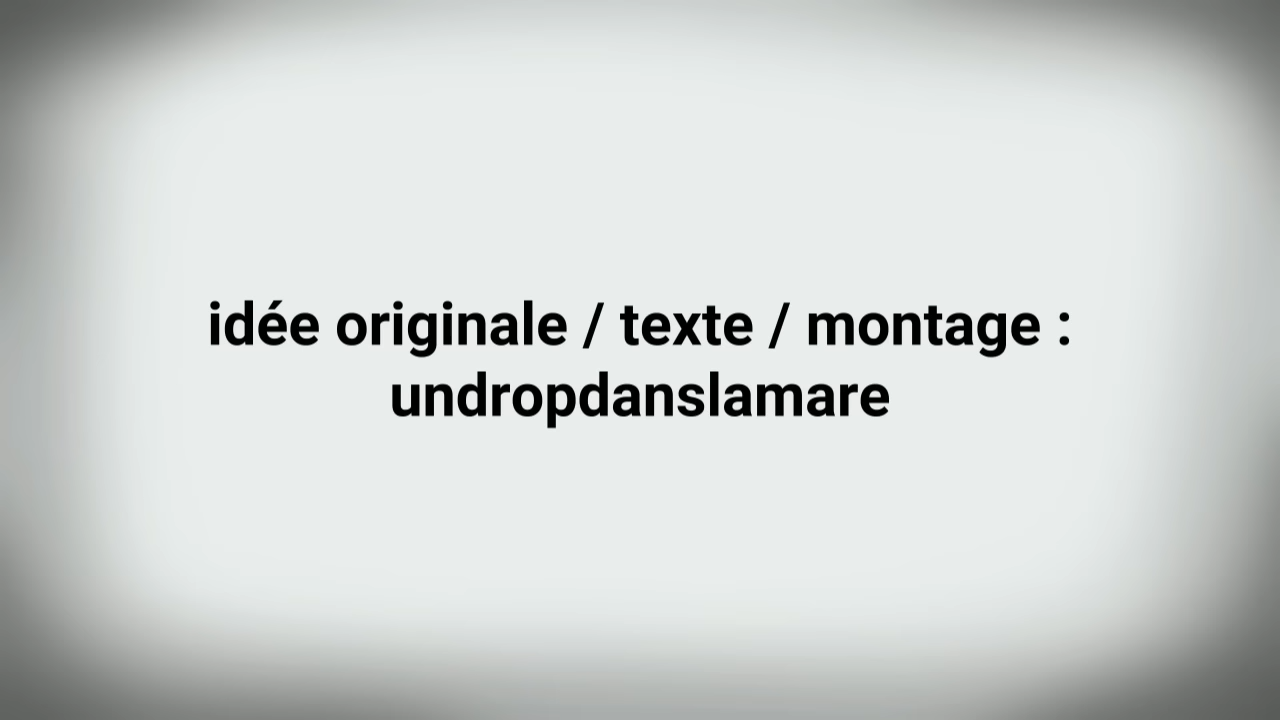 idée originale / texte / montage :
undropdanslamare